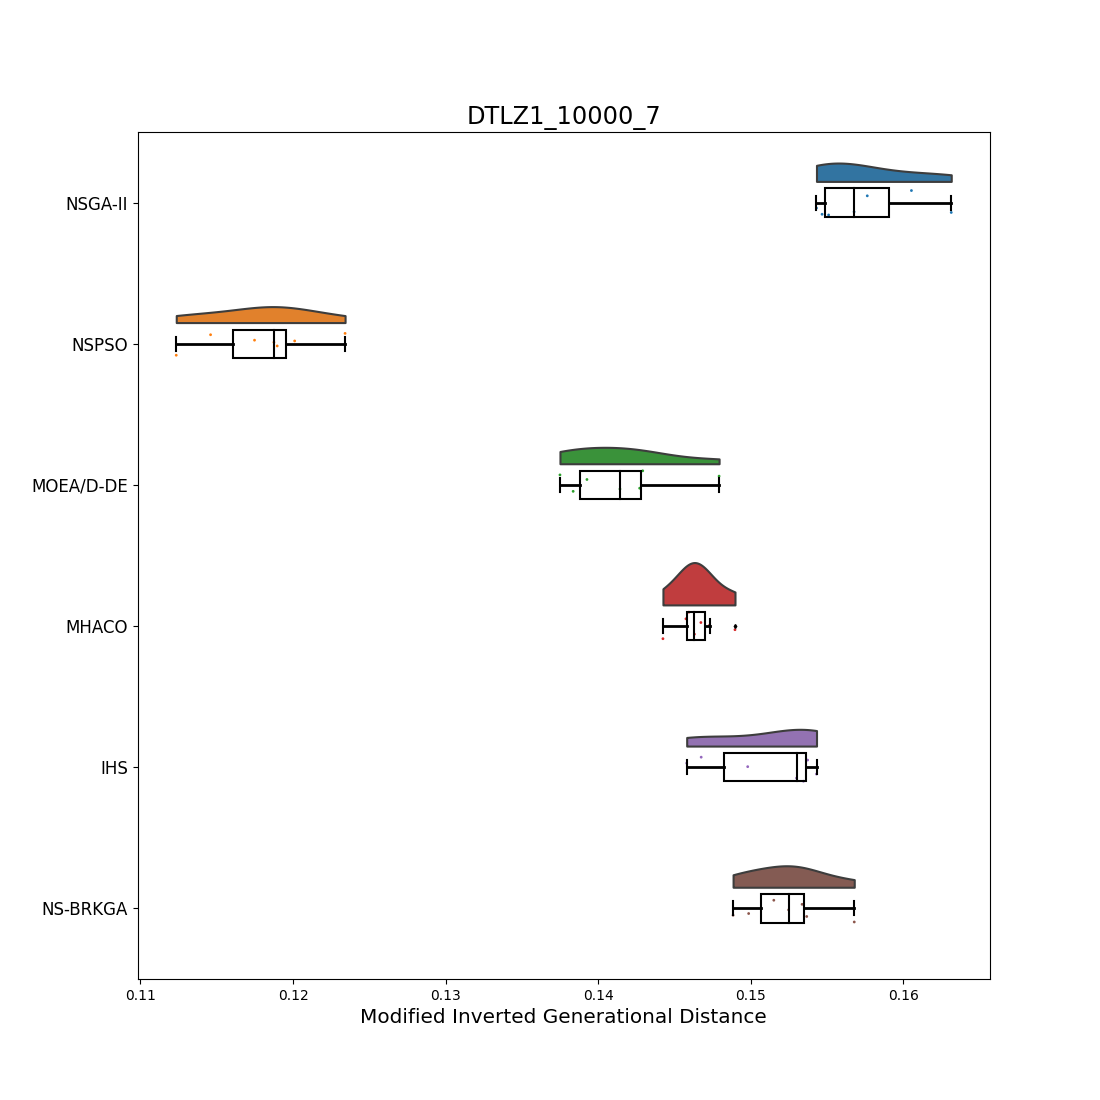 DTLZ1_10000_7
NSGA-II
NSPSO
MOEA/D-DE
MHACO
IHS
NS-BRKGA
0.11 0.12 0.13 0.14 0.15 0.16
Modified Inverted Generational Distance